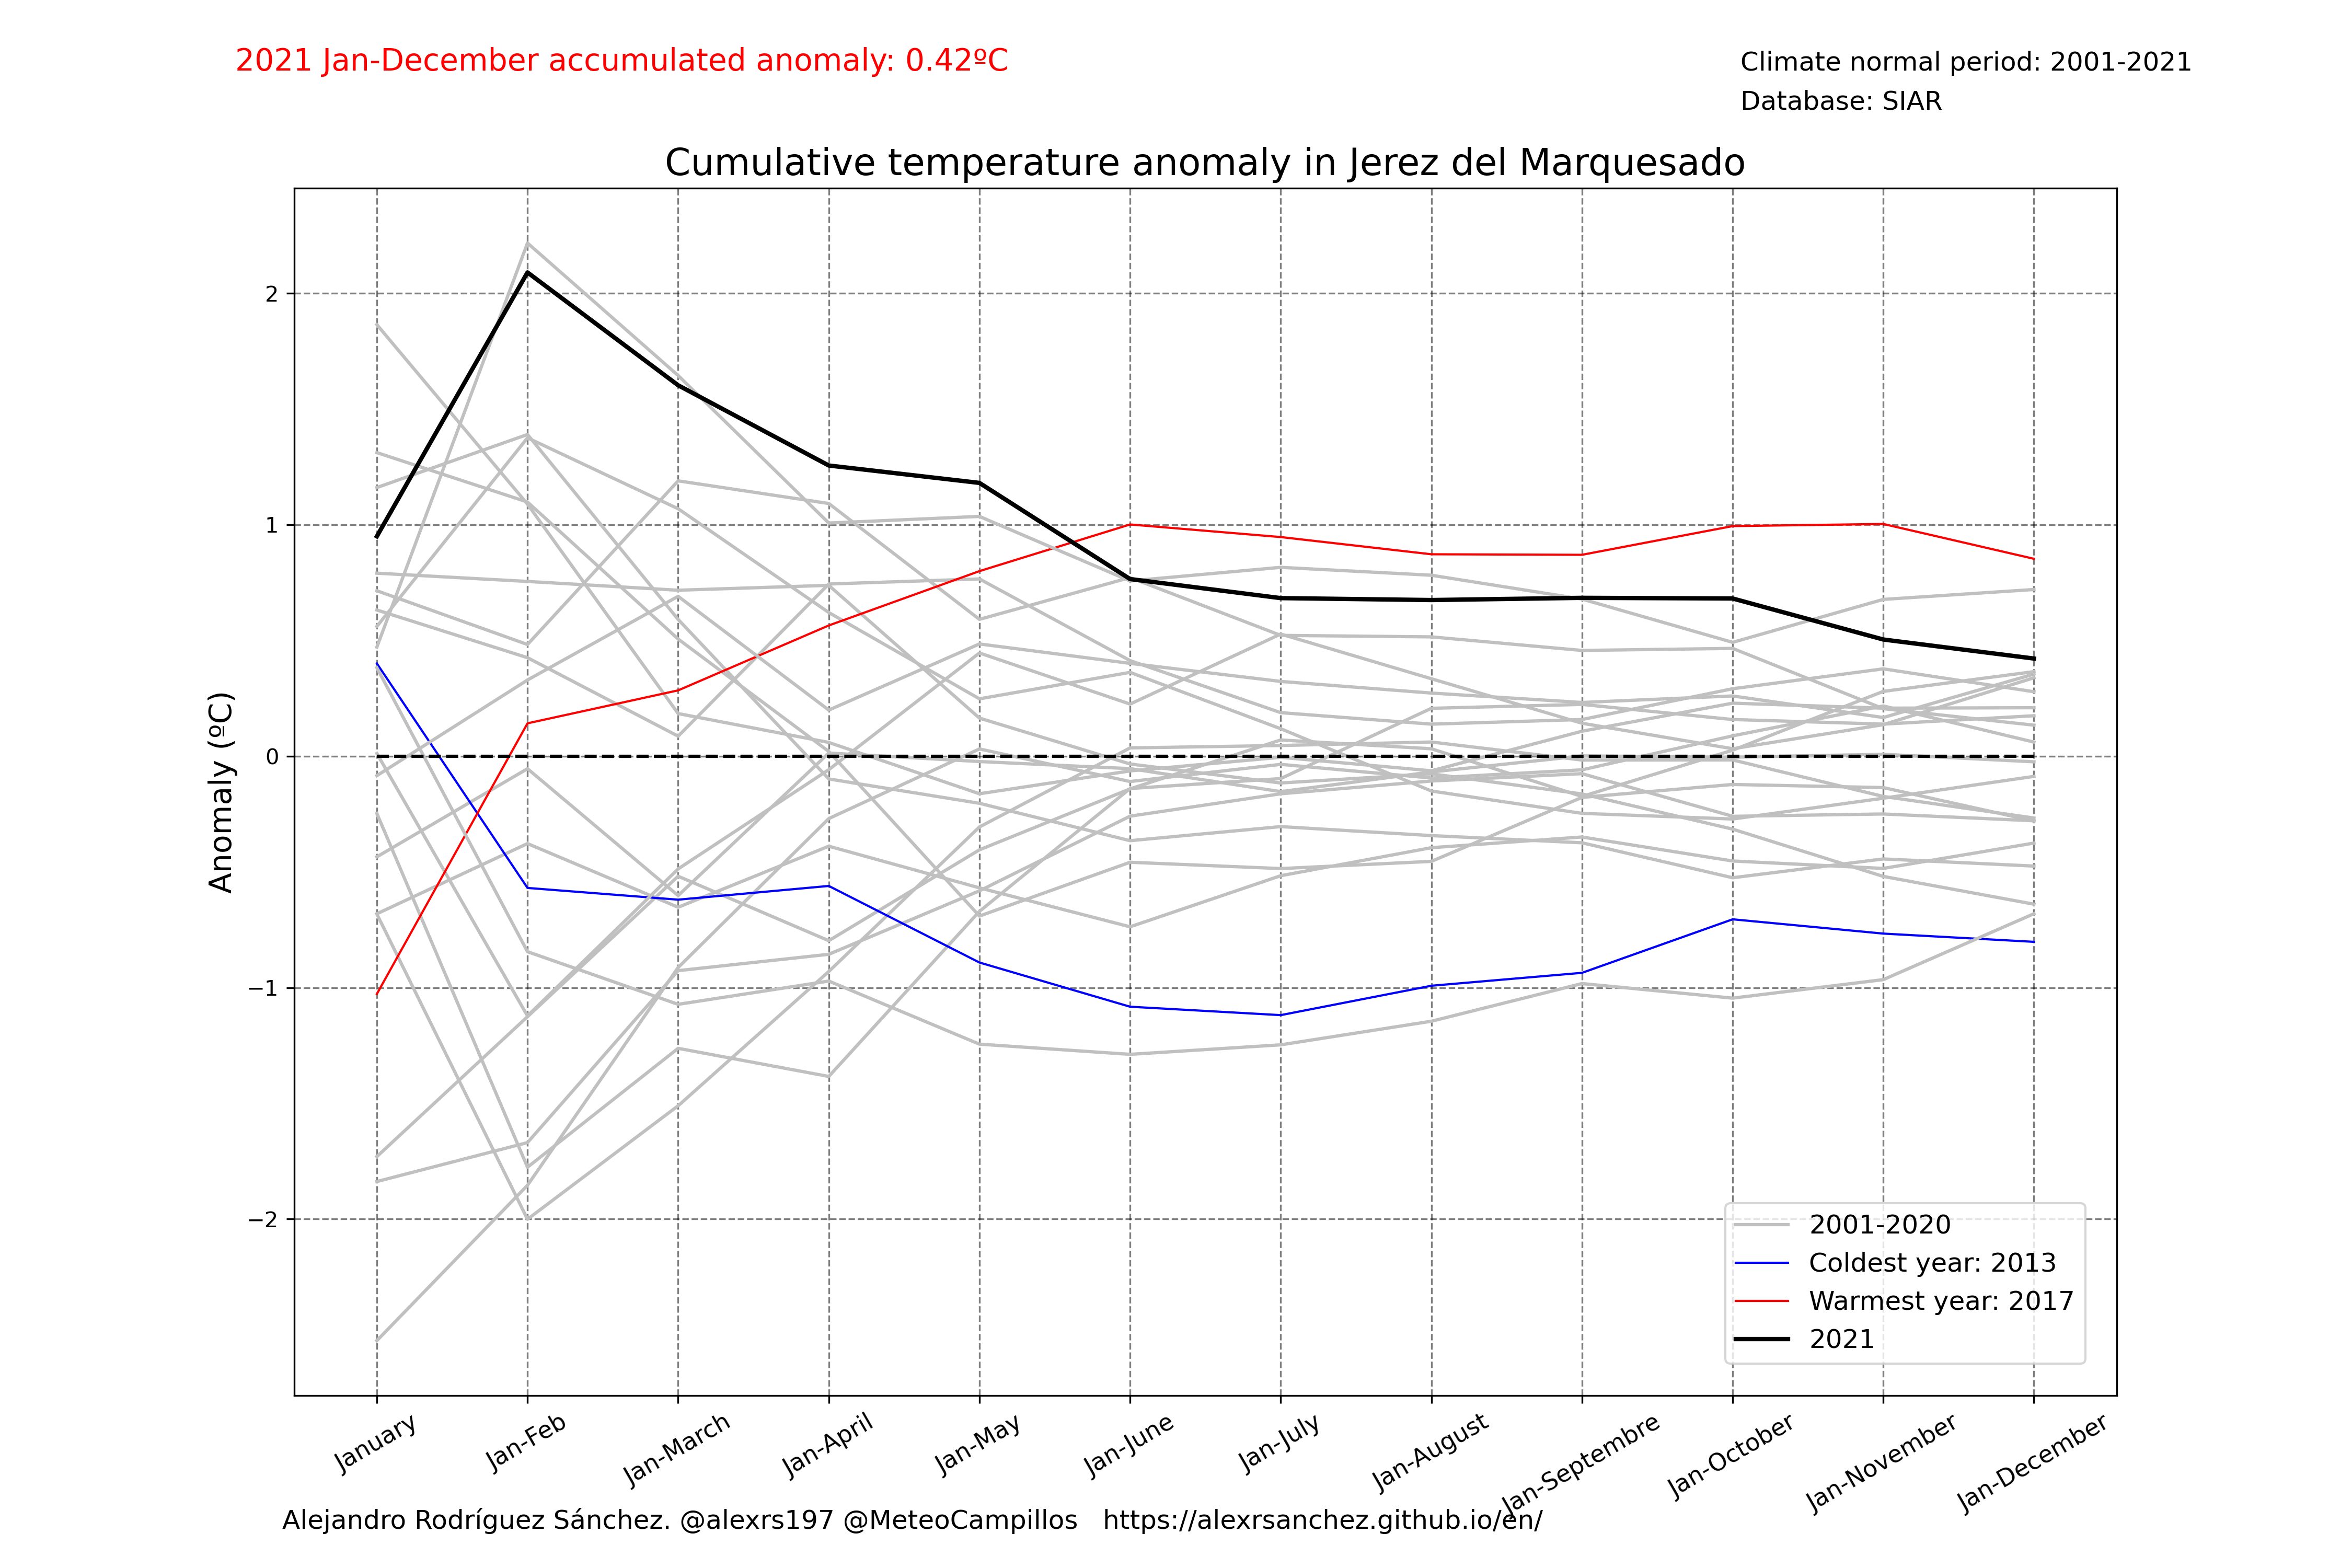 2021 Jan-December accumulated anomaly: 0.42ºC
Climate normal period: 2001-2021
Database: SIAR
Cumulative temperature anomaly in Jerez del Marquesado
Anomaly (ºC)
2
1
0
−1
−2
2001-2020
Coldest year: 2013
Warmest year: 2017
2021
January
Jan-Feb
Jan-March
Jan-April
Jan-May
Jan-June
Jan-July
Jan-August
Jan-Septembre
Jan-October
Jan-November
Jan-December
Alejandro Rodríguez Sánchez. @alexrs197 @MeteoCampillos https://alexrsanchez.github.io/en/